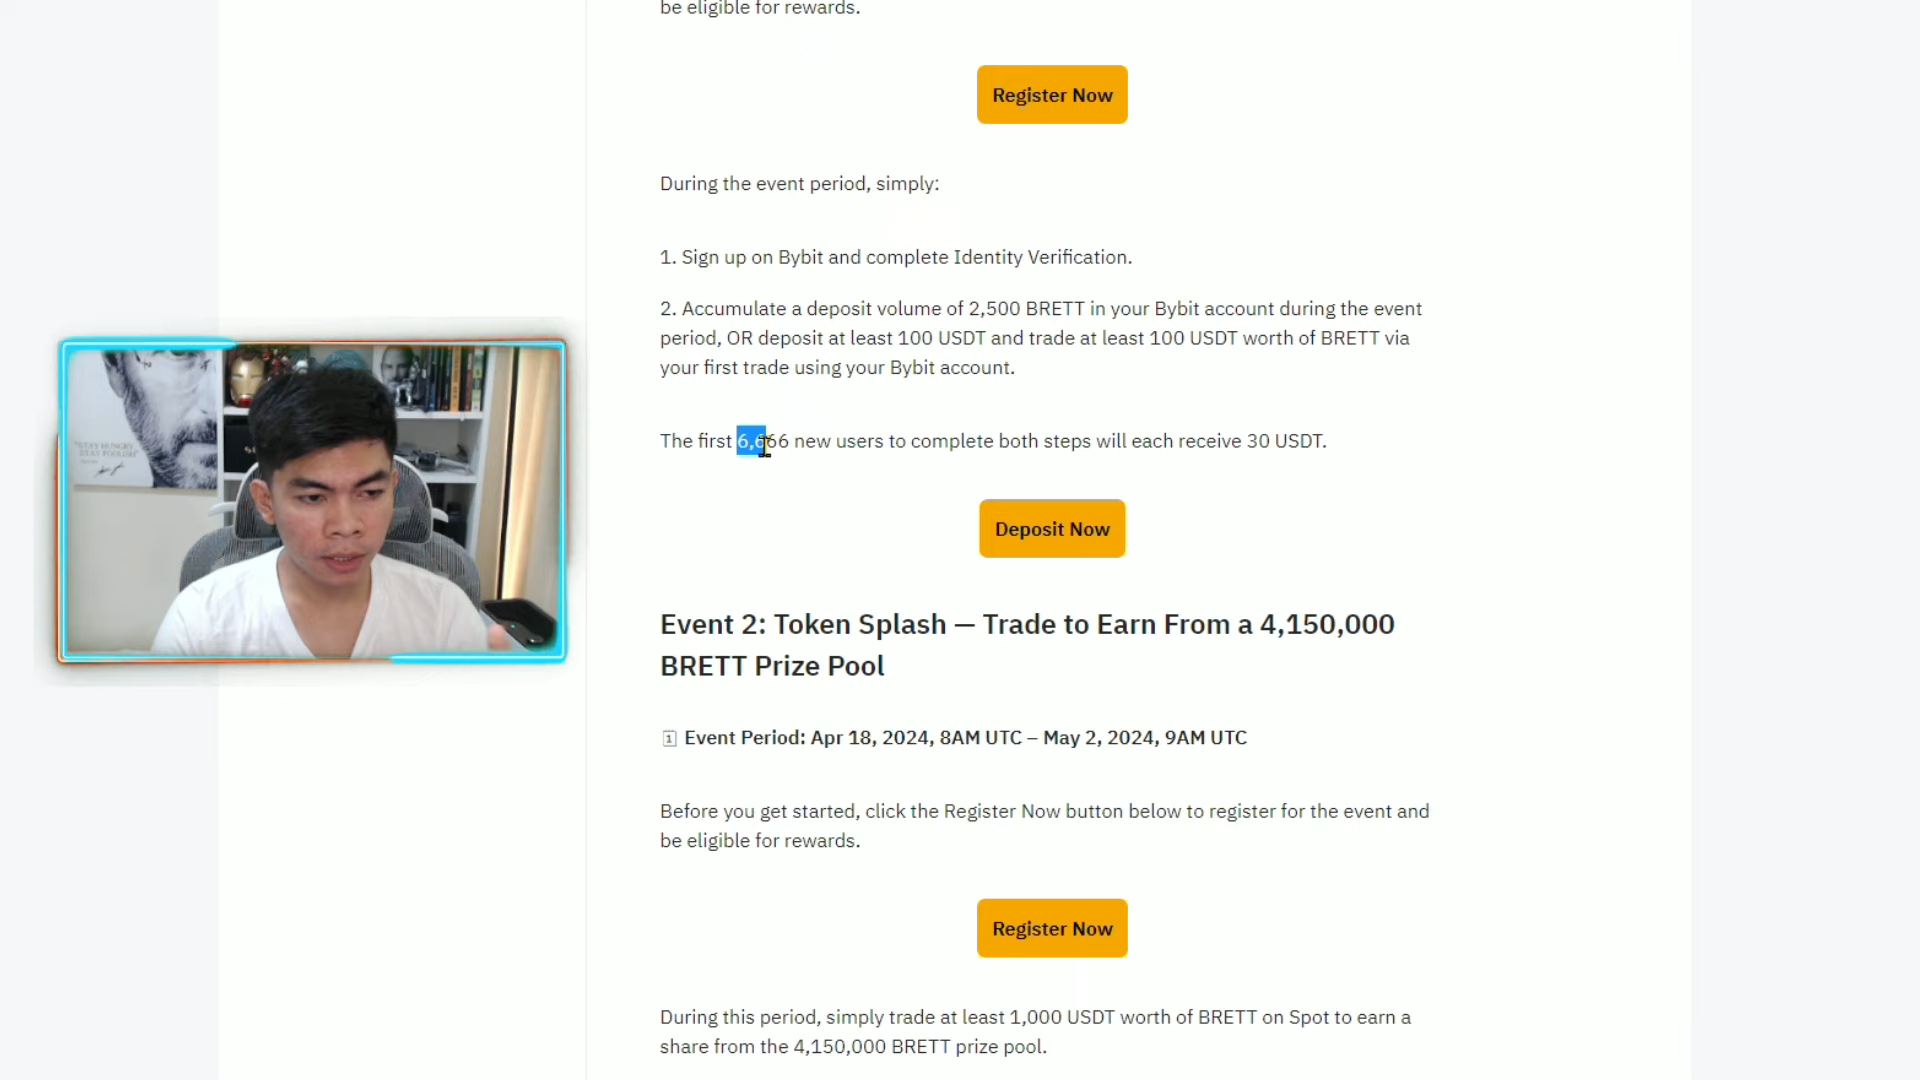 be eligible for rewards.
Register Now
During the event period, simply:
1. Sign up on Bybit and complete Identity Verification.
2. Accumulate a deposit volume of 2,500 BRETT in your Bybit account during the event
period, OR deposit at least 100 USDT and trade at least 100 USDT worth of BRETT via
your first trade using your Bybit account.
"STAY HUNGRY
STAY FOOLISH"
The first 6,666 new users to complete both steps will each receive 30 USDT.
Deposit Now
Event 2: Token Splash — Trade to Earn From a 4,150,000
BRETT Prize Pool
Event Period: Apr 18, 2024, 8AM UTC – May 2, 2024, 9AM UTC
Before you get started, click the Register Now button below to register for the event and
be eligible for rewards.
Register Now
During this period, simply trade at least 1,000 USDT worth of BRETT on Spot to earn a
share from the 4,150,000 BRETT prize pool.